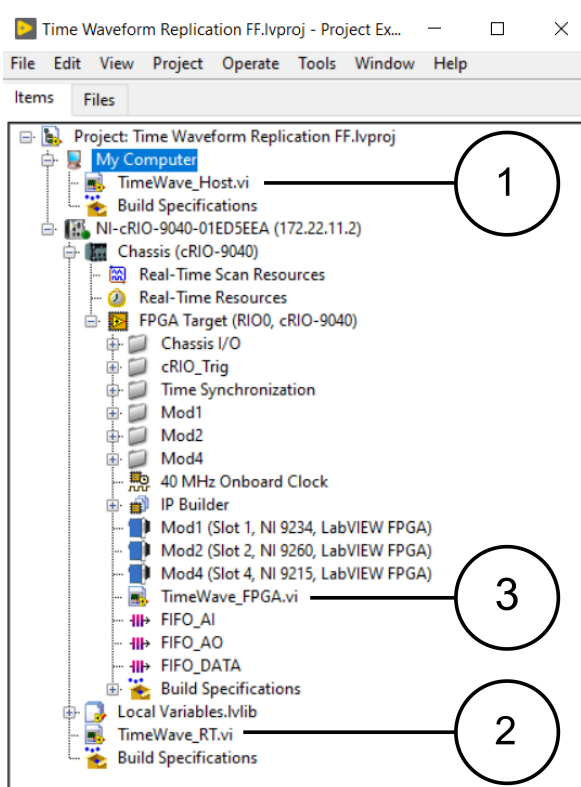 Time Waveform Replication FF.lvproj - Project Ex...
File Edit View Project Operate Tools Window Help
Items Files
Project: Time Waveform Replication FF.lvproj
My Computer
TimeWave_Host.vi
1
Build Specifications
NI-cRIO-9040-01ED5EEA (172.22.11.2)
Chassis (cRIO-9040)
Real-Time Scan Resources
Real-Time Resources
FPGA Target (RIO0, cRIO-9040)
Chassis I/O
cRIO_Trig
Time Synchronization
Mod1
Mod2
Mod4
40 MHz Onboard Clock
IP Builder
Mod1 (Slot 1, NI 9234, LabVIEW FPGA)
Mod2 (Slot 2, NI 9260, LabVIEW FPGA)
Mod4 (Slot 4, NI 9215, LabVIEW FPGA)
TimeWave_FPGA.vi
3
FIFO_AI
FIFO_AO
FIFO_DATA
Build Specifications
Local Variables.lvlib
TimeWave_RT.vi
2
Build Specifications